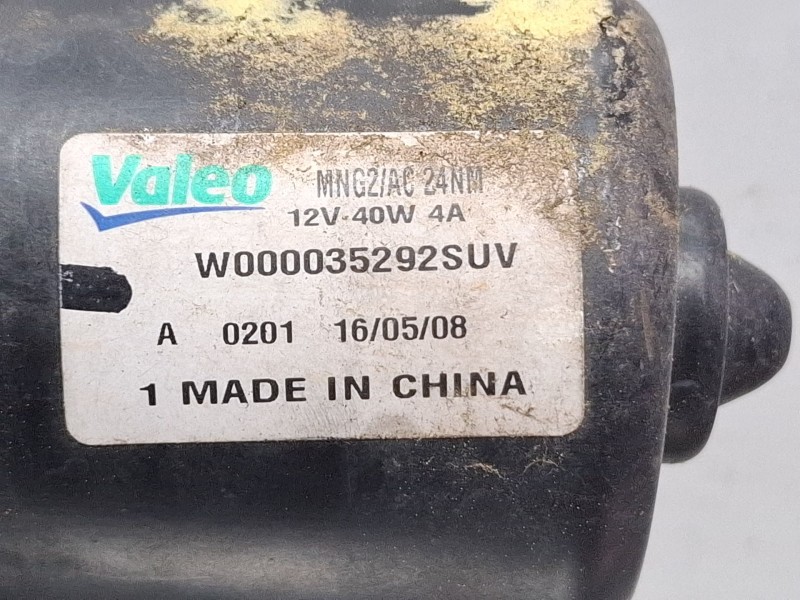 Valeo MNG2/AC 24NM
12V-40W 4A
W000035292SUV
A 0201 16/05/08
1 MADE IN CHINA